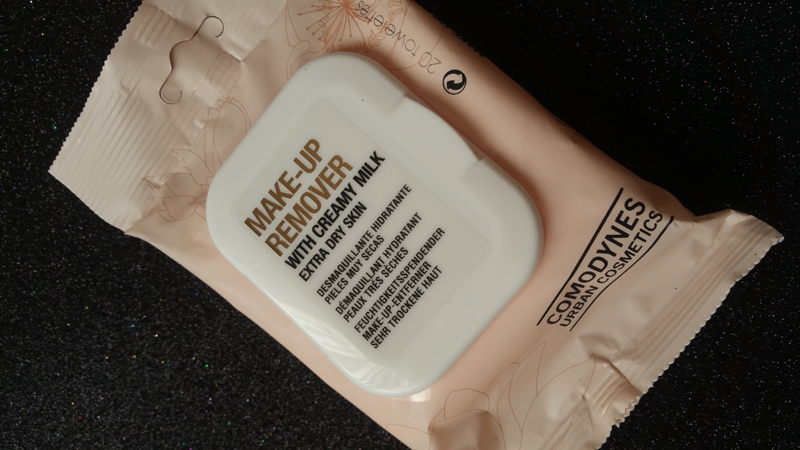 20 towelettes
MAKE-UP
REMOVER
WITH CREAMY MILK
EXTRA DRY SKIN
DESMAQUILLANTE HIDRATANTE
PIELES MUY SECAS
DÉMAQUILLANT HYDRATANT
PEAUX TRÈS SÈCHES
FEUCHTIGKEITSSPENDENDER
MAKE-UP ENTFERNER
SEHR TROCKENE HAUT
COMODYNES
URBAN COSMETICS